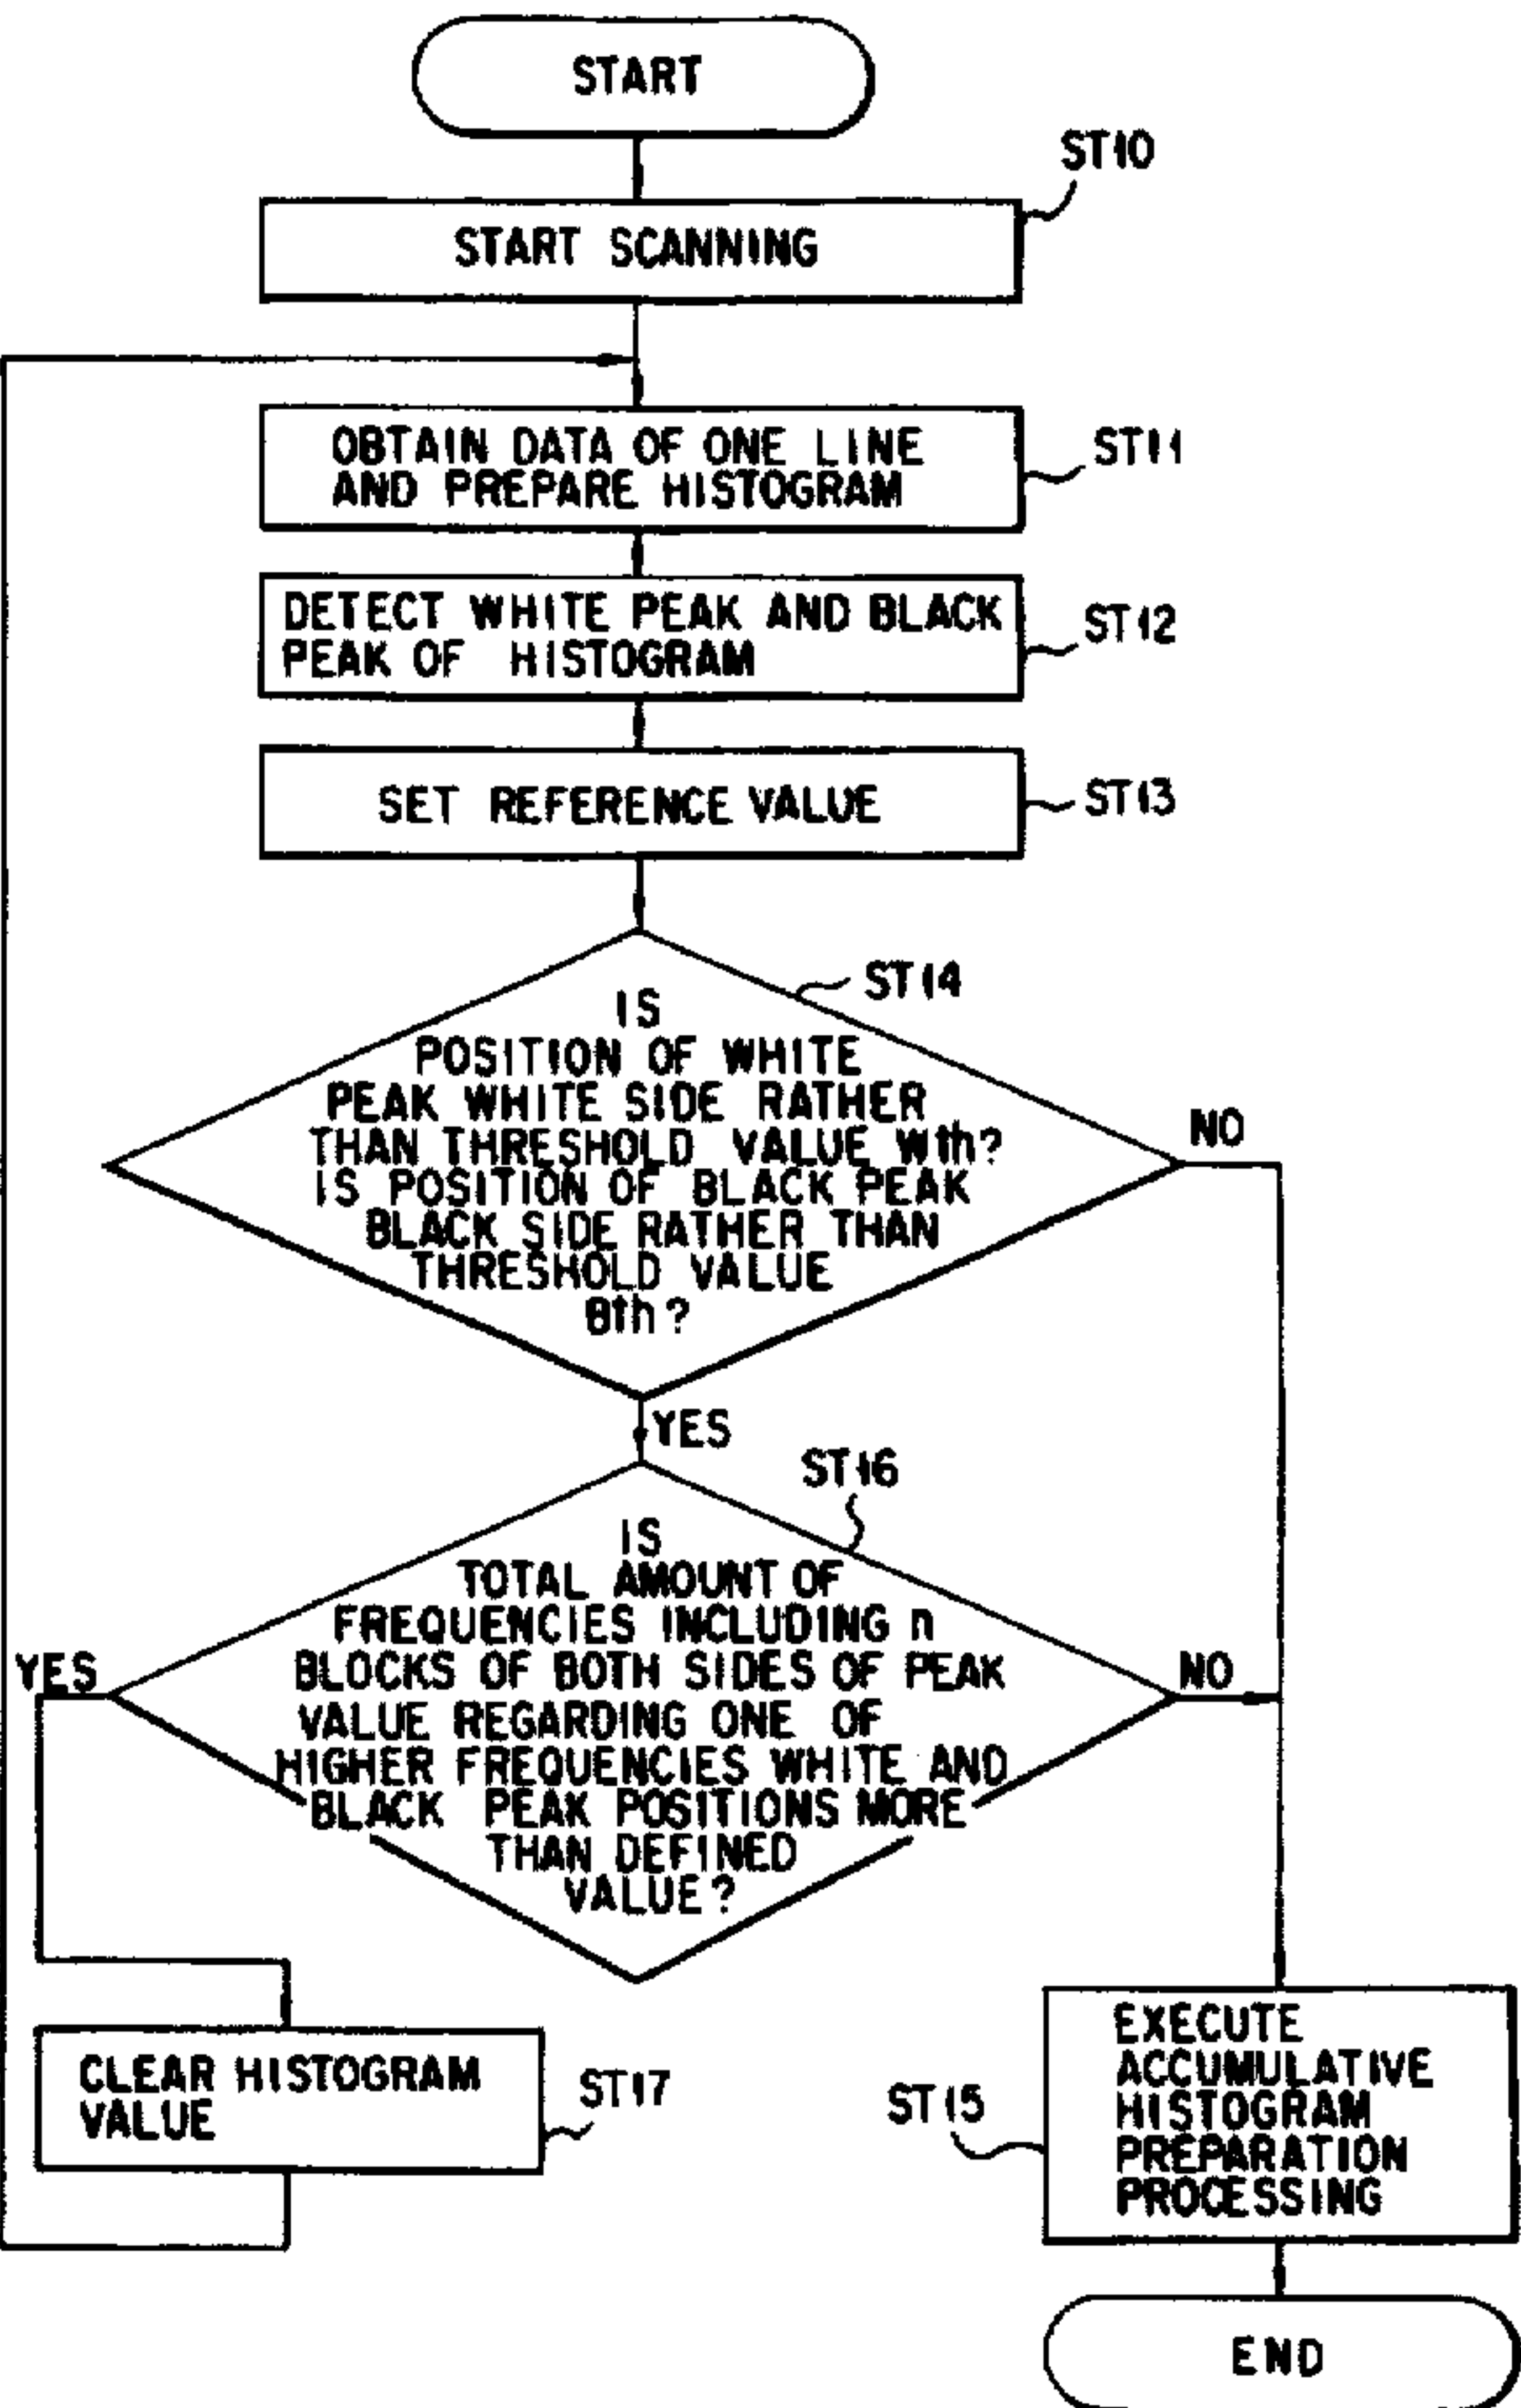 START
ST10
START SCANNING
OBTAIN DATA OF ONE LINE
AND PREPARE HISTOGRAM
ST11
DETECT WHITE PEAK AND BLACK
PEAK OF HISTOGRAM
ST12
SET REFERENCE VALUE
ST13
ST14
IS
POSITION OF WHITE
PEAK WHITE SIDE RATHER
THAN THRESHOLD VALUE Wth?
IS POSITION OF BLACK PEAK
BLACK SIDE RATHER THAN
THRESHOLD VALUE
Bth?
NO
YES
ST16
IS
TOTAL AMOUNT OF
FREQUENCIES INCLUDING n
BLOCKS OF BOTH SIDES OF PEAK
VALUE REGARDING ONE OF
HIGHER FREQUENCIES WHITE AND
BLACK PEAK POSITIONS MORE
THAN DEFINED
VALUE?
YES
NO
CLEAR HISTOGRAM
VALUE
ST17
ST15
EXECUTE
ACCUMULATIVE
HISTOGRAM
PREPARATION
PROCESSING
END